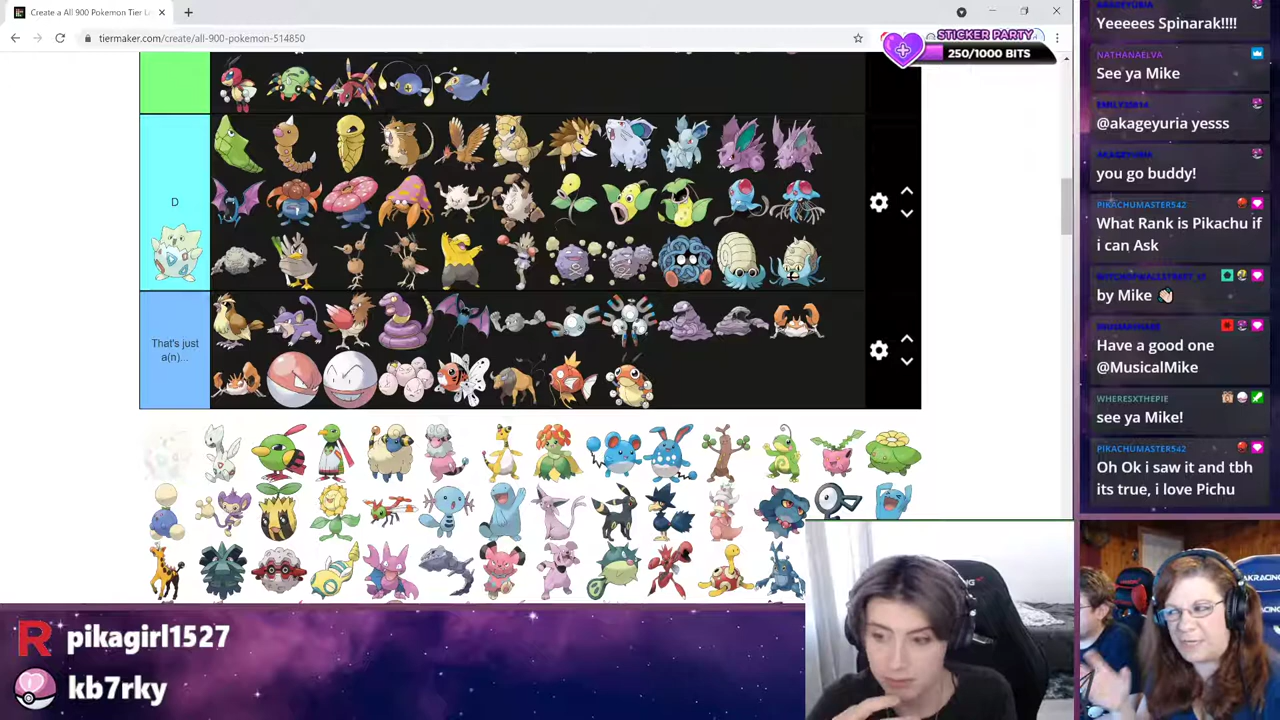 Create a All 900 Pokemon Tier L
tiermaker.com/create/all-900-pokemon-514850
STICKER PARTY
250/1000 BITS
D
That's just
a(n)...
pikagirl1527
kb7rky
Yeeeees Spinarak!!!!
NATHANAELVA
See ya Mike
@akageyuria yesss
AKAGEYURIA
you go buddy!
PIKACHUMASTER542
What Rank is Pikachu if
i can Ask
by Mike
Have a good one
@MusicalMike
WHERESXTHEPIE
see ya Mike!
PIKACHUMASTER542
Oh Ok i saw it and tbh
its true, i love Pichu
AKRACING